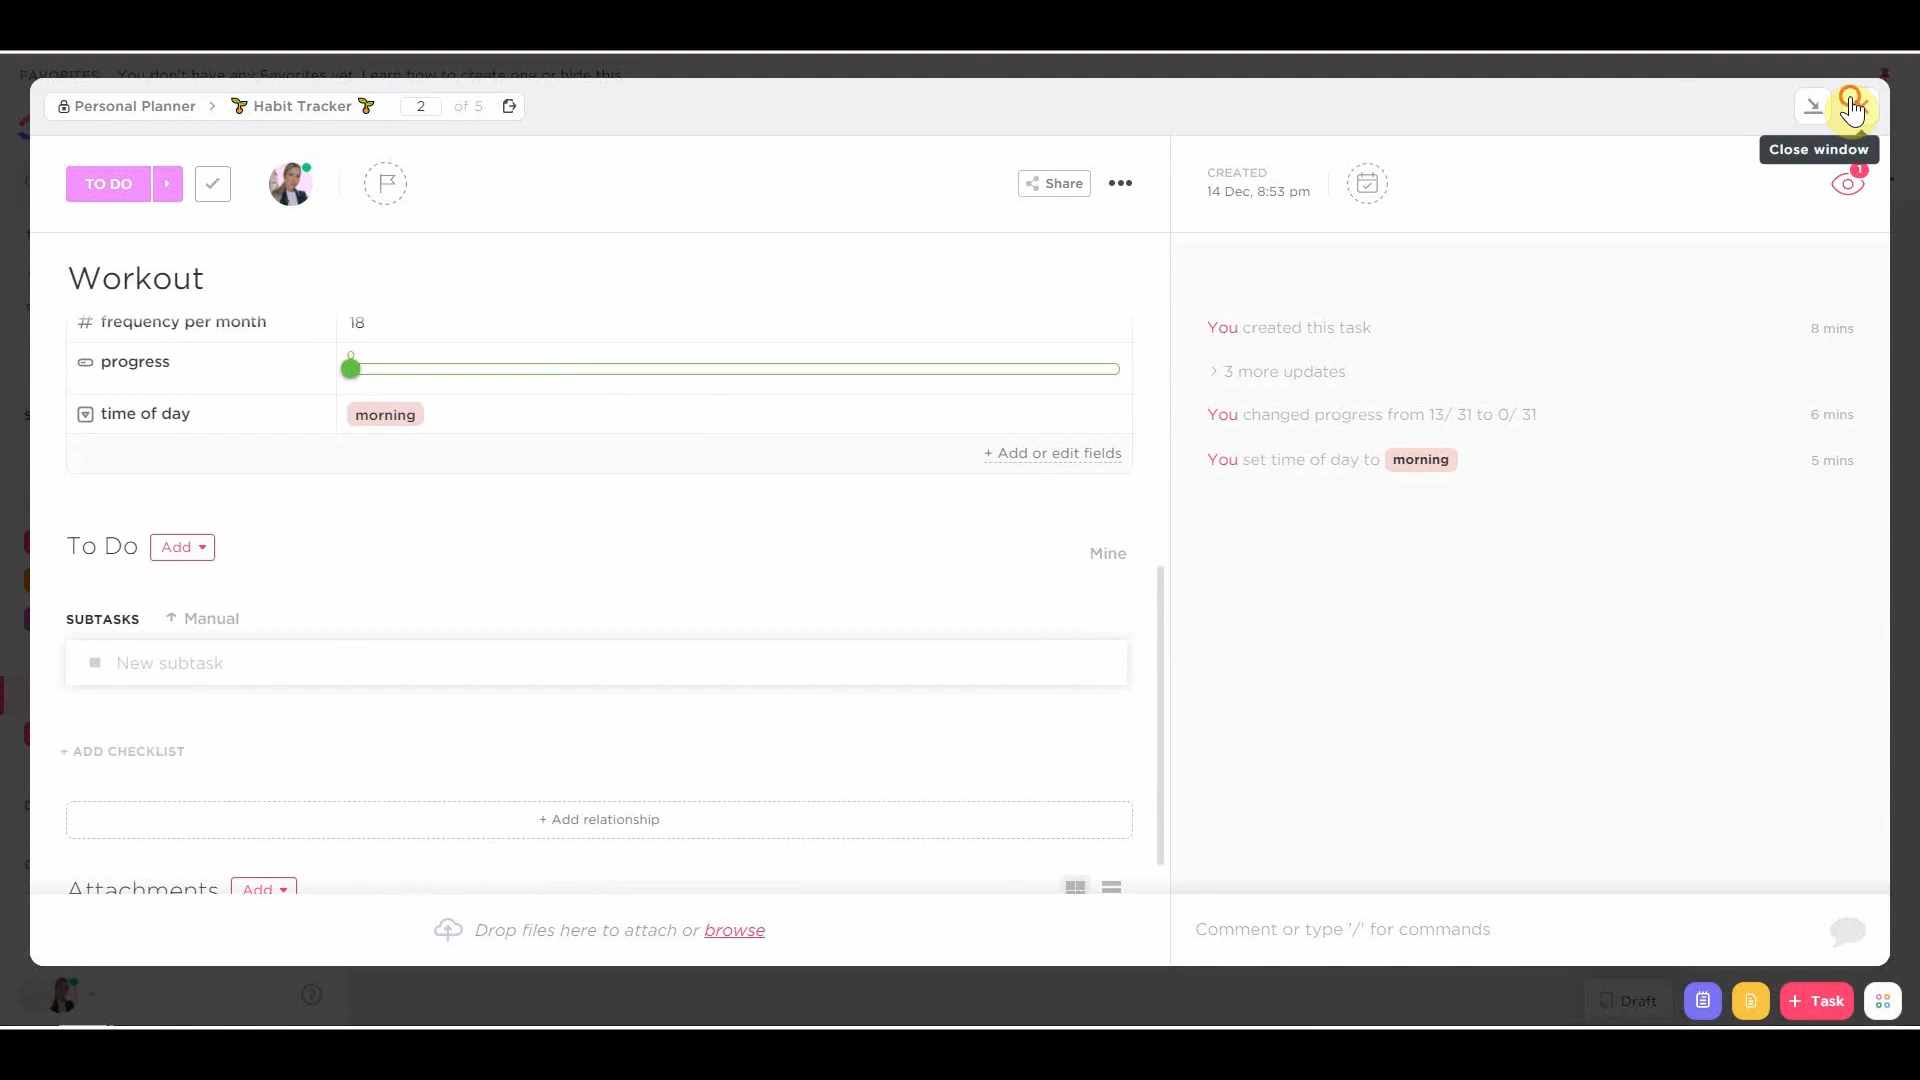 FAVORITES You don't have any Favorites yet. Learn how to create one or hide this
Personal Planner > Habit Tracker 2 of 5
Close window
TO DO
Share
CREATED
14 Dec, 8:53 pm
1
Workout
# frequency per month 18
progress 0
time of day morning
+ Add or edit fields
You created this task 8 mins
3 more updates
You changed progress from 13/ 31 to 0/ 31 6 mins
You set time of day to morning 5 mins
To Do Add
Mine
SUBTASKS Manual
New subtask
+ ADD CHECKLIST
+ Add relationship
Attachments Add
Drop files here to attach or browse
Comment or type '/' for commands
Draft
+ Task